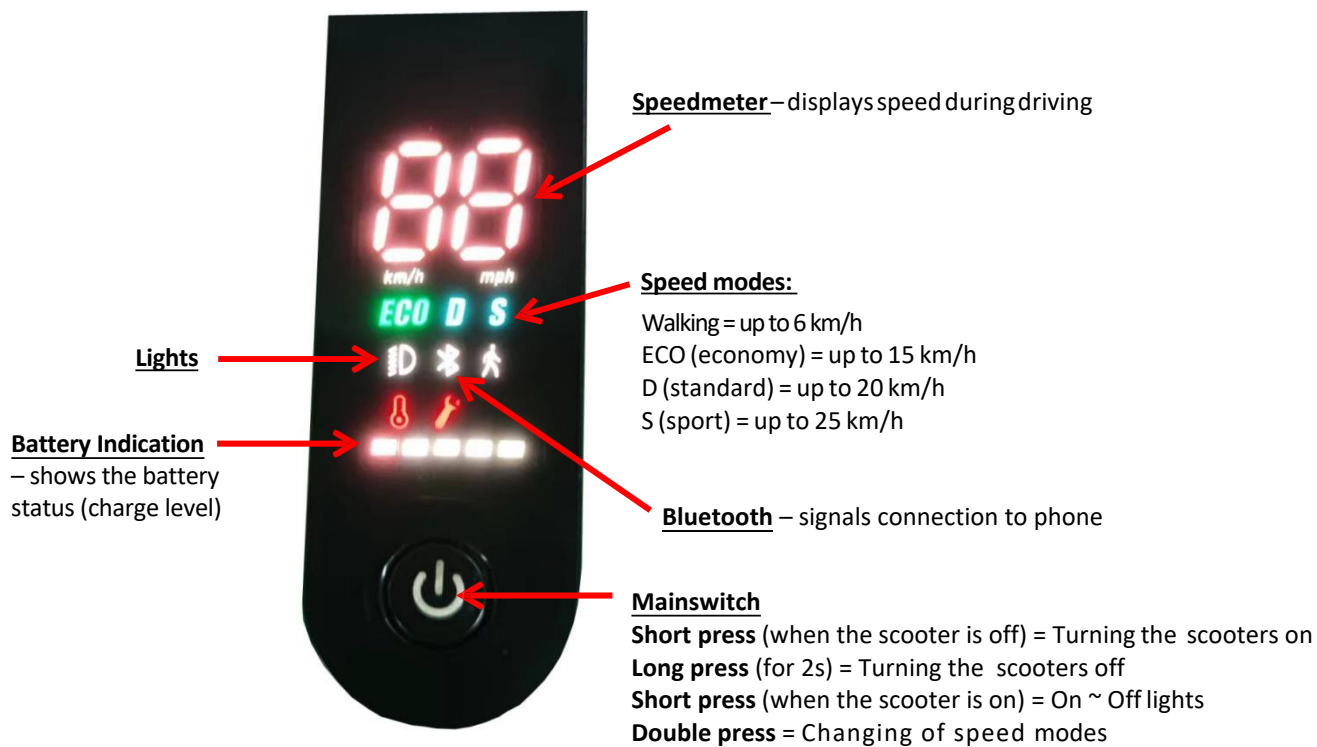 Speedmeter – displays speed during driving
88
km/h mph
ECO D S
Speed modes:
Walking = up to 6 km/h
ECO (economy) = up to 15 km/h
D (standard) = up to 20 km/h
S (sport) = up to 25 km/h
Lights
Battery Indication
– shows the battery
status (charge level)
Bluetooth – signals connection to phone
Mainswitch
Short press (when the scooter is off) = Turning the scooters on
Long press (for 2s) = Turning the scooters off
Short press (when the scooter is on) = On ~ Off lights
Double press = Changing of speed modes